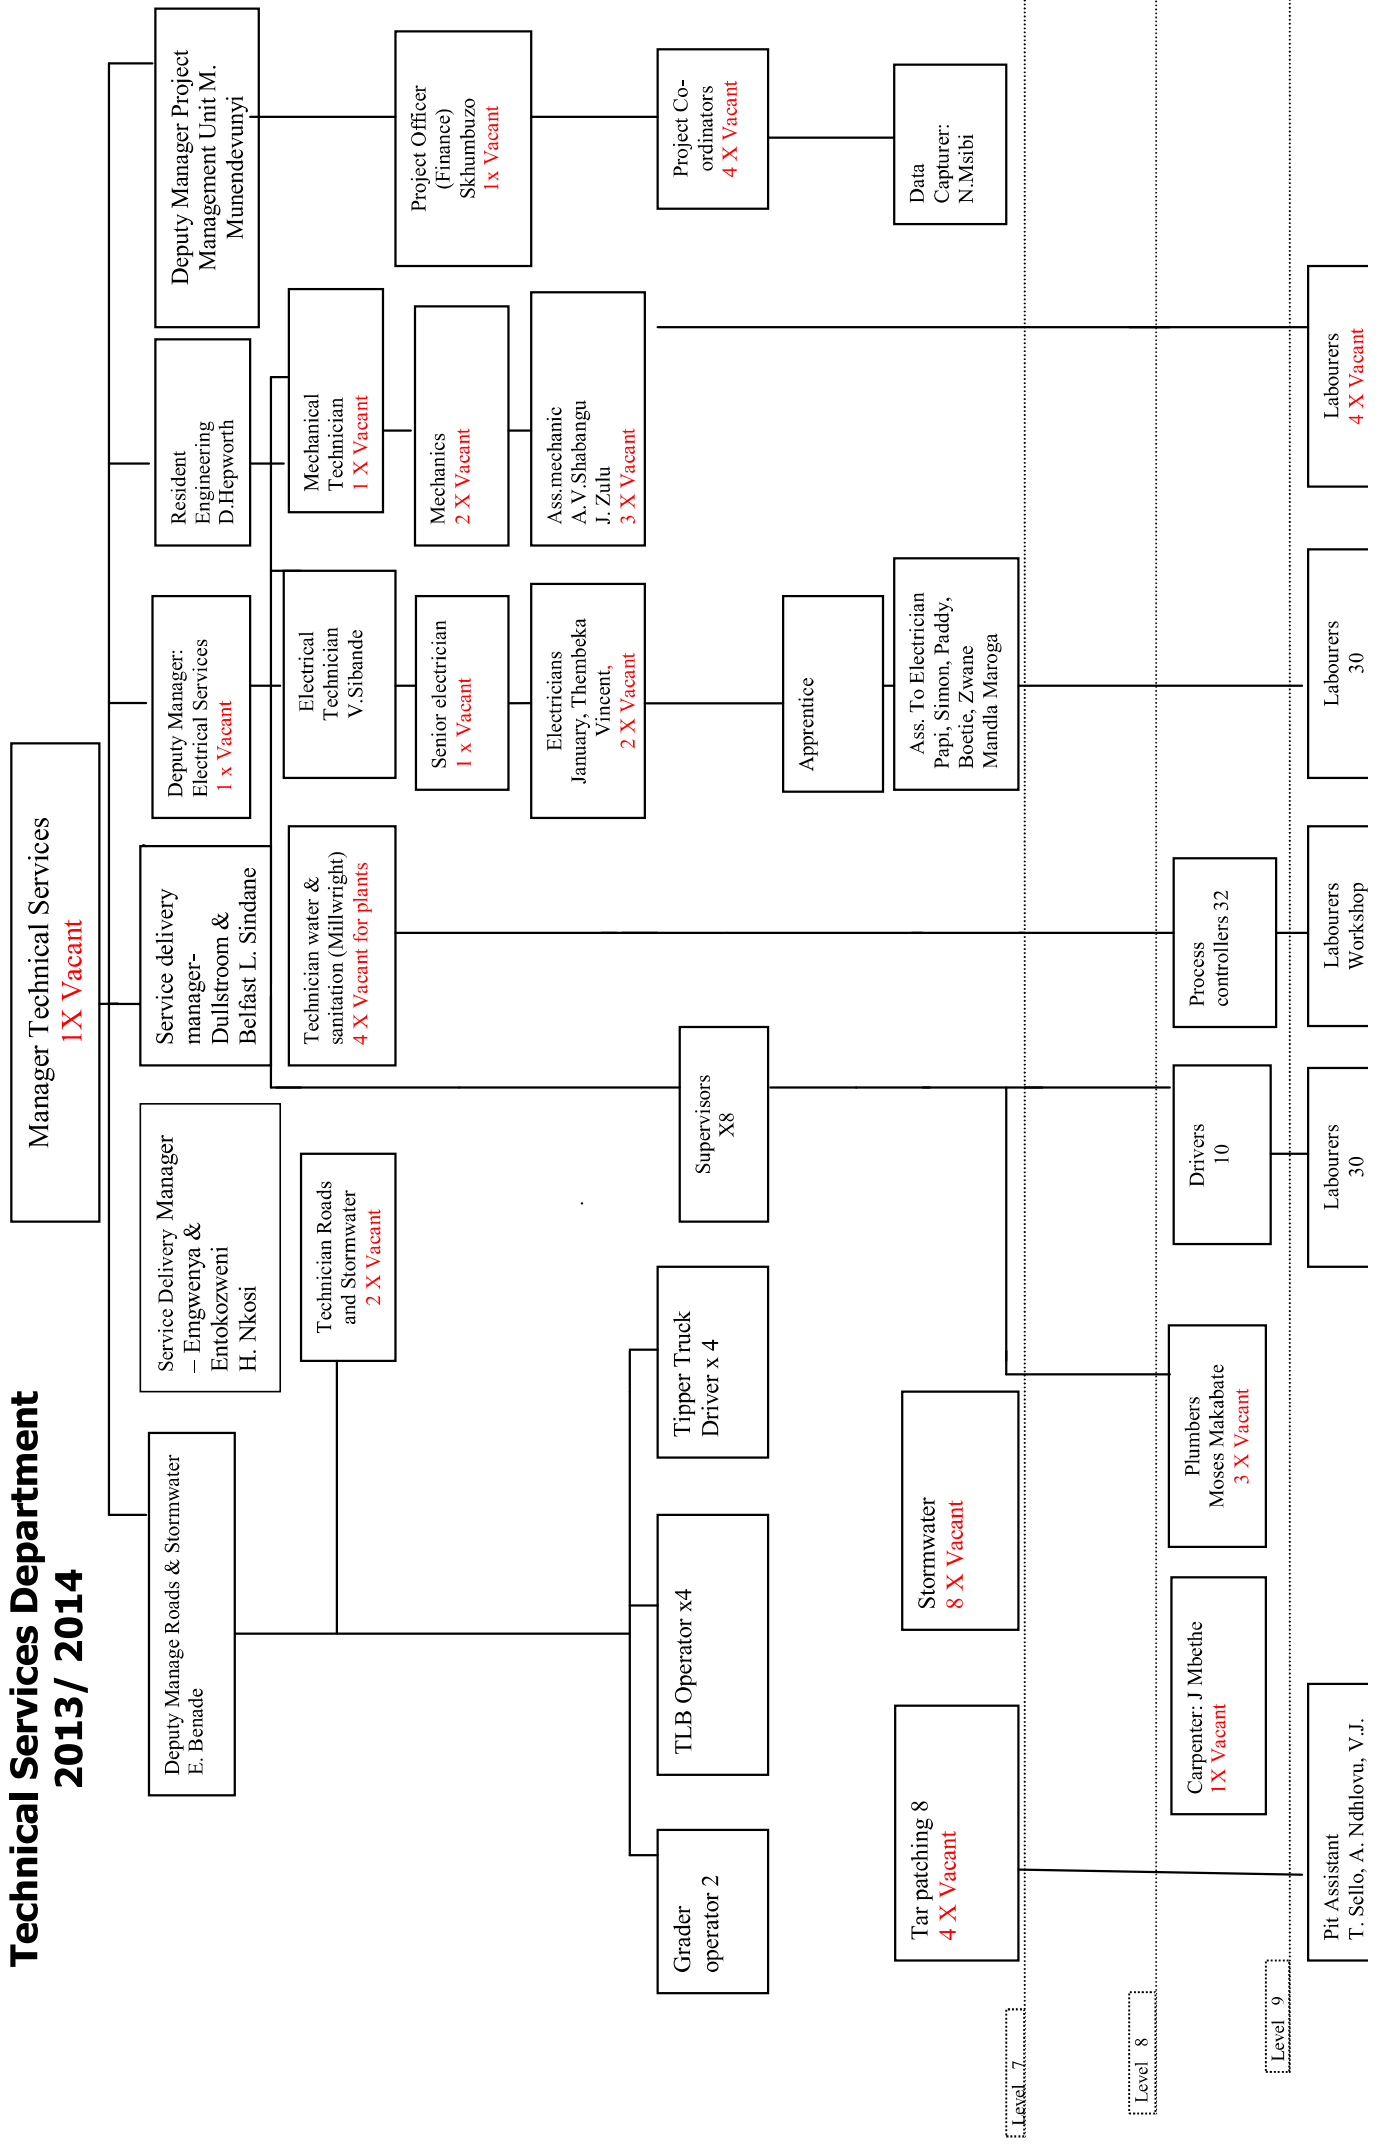 Technical Services Department
2013/ 2014
Manager Technical Services
1X Vacant
Deputy Manage Roads & Stormwater
E. Benade
Service Delivery Manager
– Emgwenya &
Entokozweni
H. Nkosi
Service delivery
manager-
Dullstroom &
Belfast L. Sindane
Deputy Manager:
Electrical Services
1 x Vacant
Resident
Engineering
D.Hepworth
Deputy Manager Project
Management Unit M.
Munendevunyi
Technician Roads
and Stormwater
2 X Vacant
Technician water &
sanitation (Millwright)
4 X Vacant for plants
Electrical
Technician
V.Sibande
Mechanical
Technician
1 X Vacant
Project Officer
(Finance)
Skhumbuzo
1x Vacant
Senior electrician
1 x Vacant
Mechanics
2 X Vacant
Electricians
January, Thembeka
Vincent,
2 X Vacant
Ass.mechanic
A.V.Shabangu
J. Zulu
3 X Vacant
Grader
operator 2
TLB Operator x4
Tipper Truck
Driver x 4
Supervisors
X8
Project Co-
ordinators
4 X Vacant
Apprentice
Tar patching 8
4 X Vacant
Stormwater
8 X Vacant
Ass. To Electrician
Papi, Simon, Paddy,
Boetie, Zwane
Mandla Maroga
Data
Capturer:
N.Msibi
Level 7
Level 8
Carpenter: J Mbethe
1X Vacant
Plumbers
Moses Makabate
3 X Vacant
Drivers
10
Process
controllers 32
Level 9
Pit Assistant
T. Sello, A. Ndhlovu, V.J.
Labourers
30
Labourers
Workshop
Labourers
30
Labourers
4 X Vacant